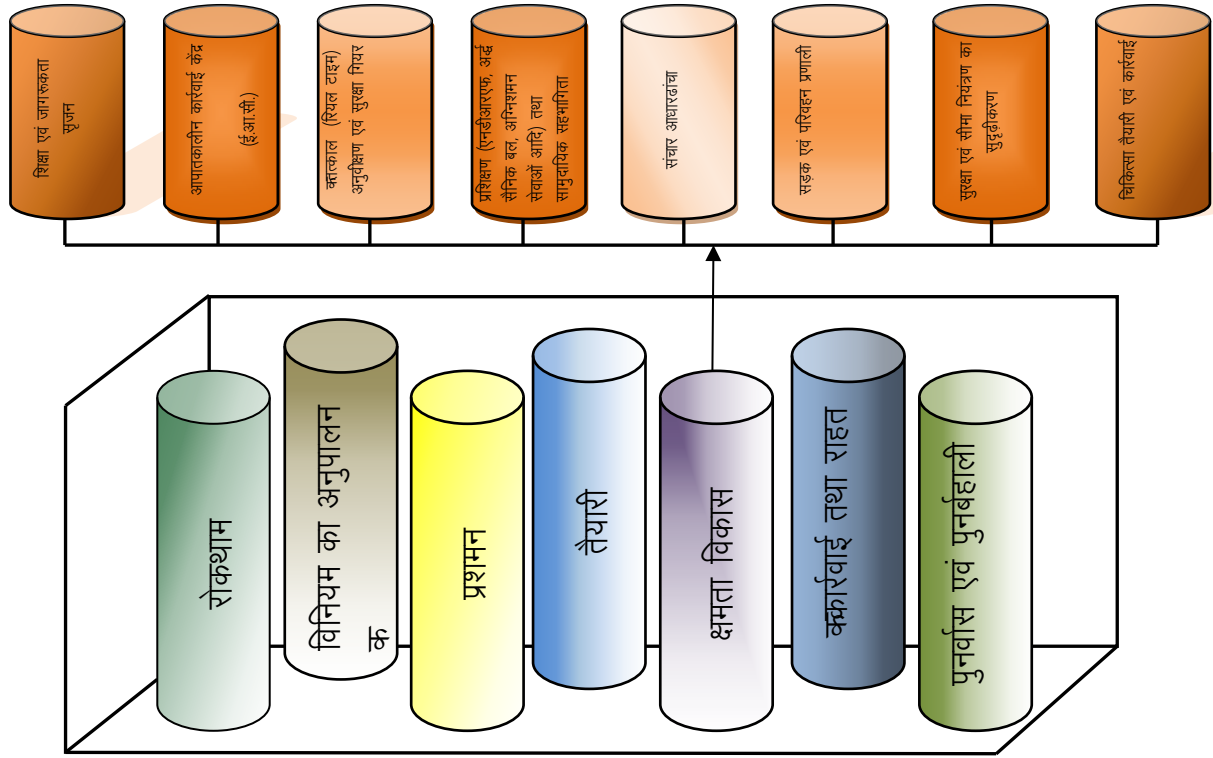 शिक्षा एवं जागरूकता
सृजन
आपातकालीन कार्रवाई केंद्र
(ई.आ.सी.)
क्तत्काल (रियल टाइम)
अनुवीक्षण एवं सुरक्षा गियर
प्रशिक्षण (एनडीआरएफ, अर्द्ध
सैनिक बल, अग्निशमन
सेवाओं आदि) तथा
सामुदायिक सहभागिता
संचार आधारढांचा
सड़क एवं परिवहन प्रणाली
सुरक्षा एवं सीमा नियंत्रण का
सुदृढ़ीकरण
चिकित्सा तैयारी एवं कार्रवाई
रोकथाम
विनियम का अनुपालन
क
प्रशमन
तैयारी
क्षमता विकास
क्कार्रवाई तथा राहत
पुनर्वास एवं पुनर्बहाली